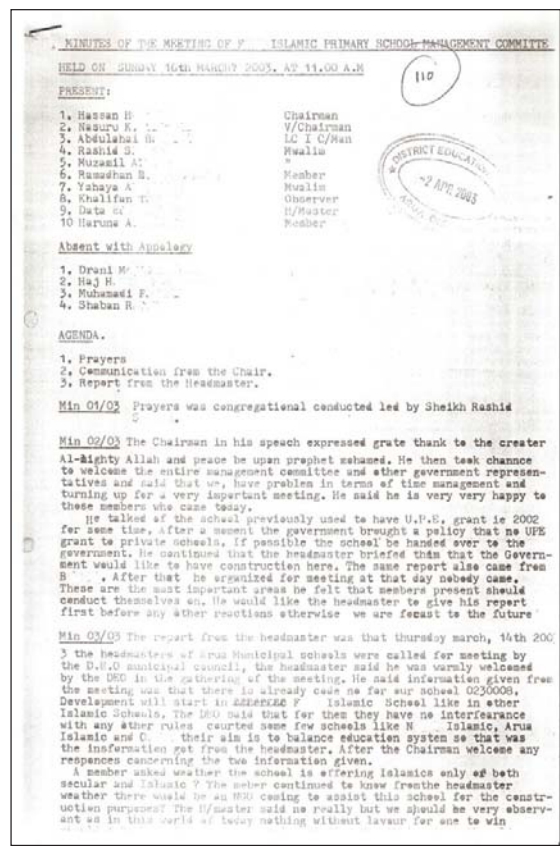 MINUTES OF THE MEETING OF F ISLAMIC PRIMARY SCHOOL MANAGEMENT COMMITTE
HELD ON SUNDAY 16th MARCH? 2003. AT 11.00 A.M
110
PRESENT:
1. Hassan H Chairman
2. Nasuru K. V/Chairman
3. Abdulahai LC I C/Man
4. Rashid S. Mwalim
5. Muzamil A "
6. Ramadhan B. Member
7. Yahaya A Mualim
8. Khalifan T. Observer
9. Data H/Master
10 Haruna A. Member
DISTRICT EDUCATION
-2 APR 2003
Absent with Appology
1. Drani M
2. Haj H.
3. Muhamadi F.
4. Shaban R
AGENDA.
1. Prayers
2. Communication from the Chair.
3. Report from the Headmaster.
Min 01/03 Prayers was congregational conducted led by Sheikh Rashid
S
Min 02/03 The Chairman in his speech expressed grate thank to the creater
Al-mighty Allah and peace be upon prophet mohamed. He then took channce
to welcome the entire management committee and other government represen-
tatives and said that we, have problem in terms of time management and
turning up for a very important meeting. He said he is very very happy to
those members who came today.
He talked of the school previously used to have U.P.E. grant ie 2002
for some time. After a moment the government brought a policy that no UPE
grant to private schools. if possible the school be handed over to the
government. He continued that the headmaster briefed them that the Govern-
ment would like to have construction here. The same report also came from
B . After that he organized for meeting at that day nobody came.
These are the most important areas he felt that members present should
conduct themselves on. He would like the headmaster to give his report
first before any other reactions otherwise we are focast to the future
Min 03/03 The report from the headmaster was that thursday march, 14th 200
3 the headmasters of Arua Municipal schools were called for meeting by
the D.E.O municipal council, the headmaster said he was warmly welcomed
by the DEO in the gathering of the meeting. He said information given from
the meeting was that there is already code no for our school 0230008.
Development will start in F Islamic School like in other
Islamic Schools. The DEO said that for them they have no interfearance
with any other rules courted some few schools like N Islamic, Arua
Islamic and O. their aim is to balance education system so that was
the insformation got from the headmaster. After the Chairman welcome any
responces concerning the two information given.
A member asked weather the school is offering Islamics only of both
secular and Islamic ? The meber continued to know fromthe headmaster
weather there would be an NGO coming to assist this school for the constr-
uction purposes? The H/master said no really but we should be very observ-
ant as in this world of today nothing without lavour for one to win